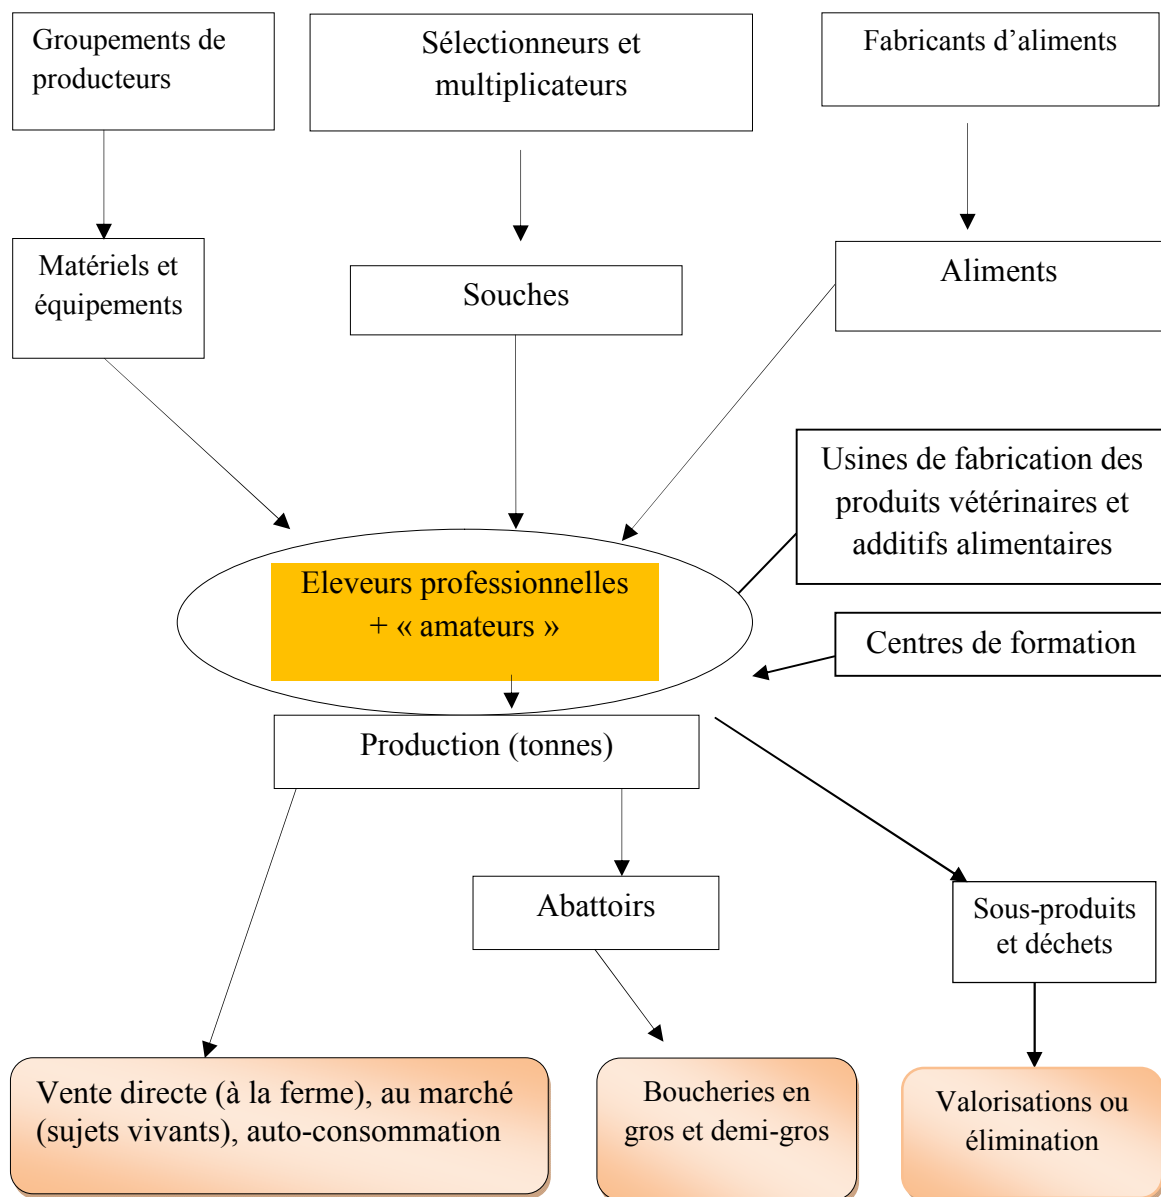 Groupements de
producteurs
Sélectionneurs et
multiplicateurs
Fabricants d’aliments
Matériels et
équipements
Souches
Aliments
Usines de fabrication des
produits vétérinaires et
additifs alimentaires
Eleveurs professionnelles
+ « amateurs »
Centres de formation
Production (tonnes)
Abattoirs
Sous-produits
et déchets
Vente directe (à la ferme), au marché
(sujets vivants), auto-consommation
Boucheries en
gros et demi-gros
Valorisations ou
élimination